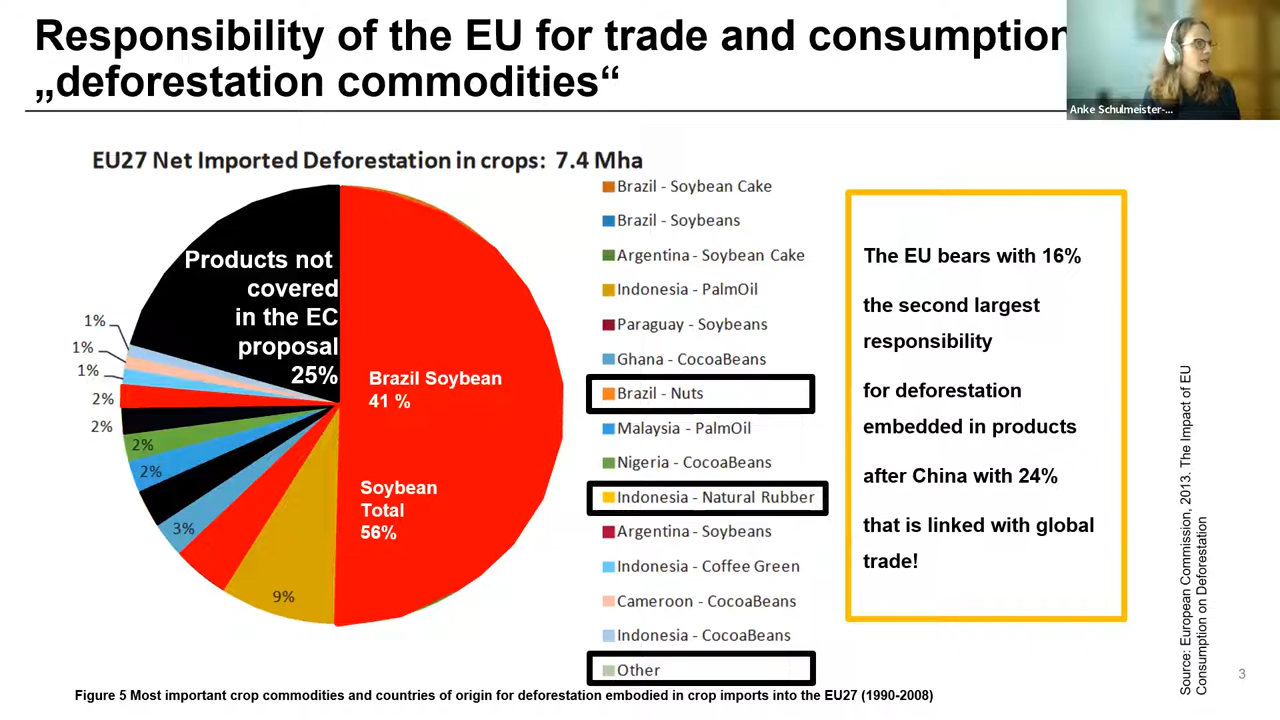 Responsibility of the EU for trade and consumption
„deforestation commodities“
Anke Schulmeister-...
EU27 Net Imported Deforestation in crops: 7.4 Mha
Products not
covered
in the EC
proposal
25%
Brazil Soybean
41 %
Soybean
Total
56%
1%
1%
1%
2%
2%
2%
2%
3%
9%
Brazil - Soybean Cake
Brazil - Soybeans
Argentina - Soybean Cake
Indonesia - PalmOil
Paraguay - Soybeans
Ghana - CocoaBeans
Brazil - Nuts
Malaysia - PalmOil
Nigeria - CocoaBeans
Indonesia - Natural Rubber
Argentina - Soybeans
Indonesia - Coffee Green
Cameroon - CocoaBeans
Indonesia - CocoaBeans
Other
The EU bears with 16%
the second largest
responsibility
for deforestation
embedded in products
after China with 24%
that is linked with global
trade!
Source: European Commission, 2013. The Impact of EU
Consumption on Deforestation
3
Figure 5 Most important crop commodities and countries of origin for deforestation embodied in crop imports into the EU27 (1990-2008)